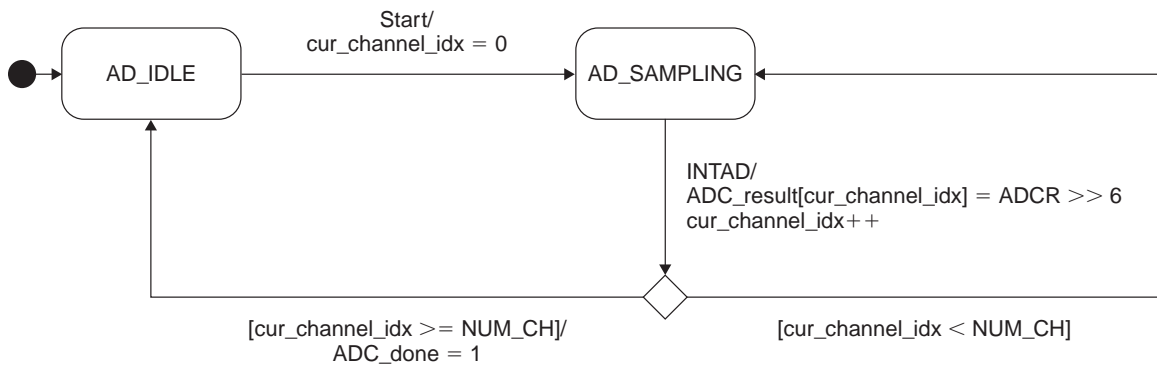 Start/
cur_channel_idx = 0
AD_IDLE
AD_SAMPLING
INTAD/
ADC_result[cur_channel_idx] = ADCR >> 6
cur_channel_idx++
[cur_channel_idx >= NUM_CH]/
ADC_done = 1
[cur_channel_idx < NUM_CH]